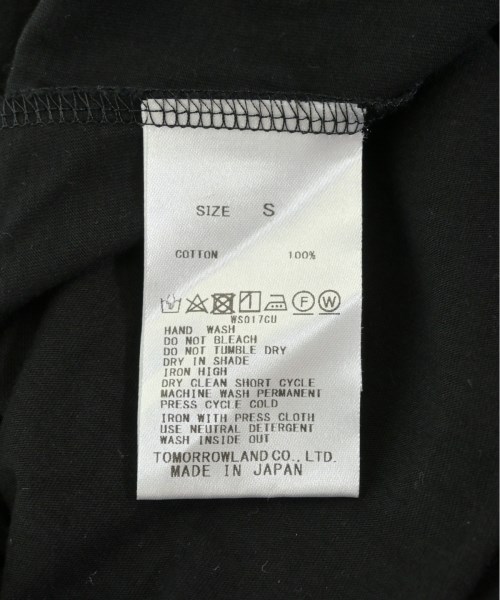 SIZE S
COTTON 100%
F W
WS017CU
HAND WASH
DO NOT BLEACH
DO NOT TUMBLE DRY
DRY IN SHADE
IRON HIGH
DRY CLEAN SHORT CYCLE
MACHINE WASH PERMANENT
PRESS CYCLE COLD
IRON WITH PRESS CLOTH
USE NEUTRAL DETERGENT
WASH INSIDE OUT
TOMORROWLAND CO., LTD.
MADE IN JAPAN